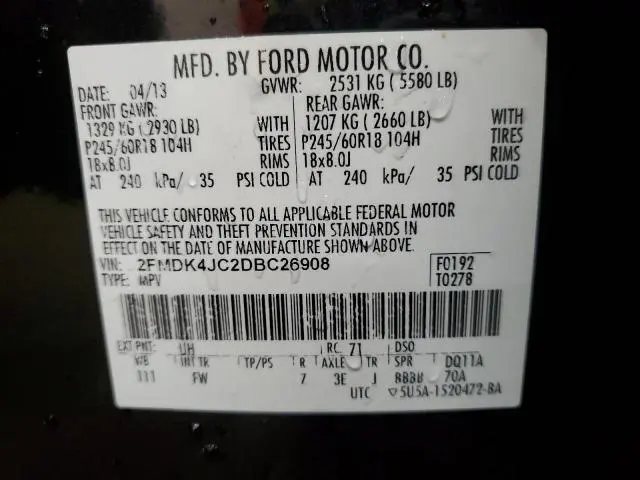 MFD. BY FORD MOTOR CO.
DATE: 04/13 GVWR: 2531 KG ( 5580 LB)
FRONT GAWR: REAR GAWR:
1329 KG ( 2930 LB) WITH 1207 KG ( 2660 LB) WITH
P245/60R18 104H TIRES P245/60R18 104H TIRES
18x8.0J RIMS 18x8.0J RIMS
AT 240 kPa/ 35 PSI COLD AT 240 kPa/ 35 PSI COLD
THIS VEHICLE CONFORMS TO ALL APPLICABLE FEDERAL MOTOR
VEHICLE SAFETY AND THEFT PREVENTION STANDARDS IN
EFFECT ON THE DATE OF MANUFACTURE SHOWN ABOVE.
VIN: 2FMDK4JC2DBC26908 F0192
TYPE: MPV T0278
EXT PNT: UH RC: 71 DSO
WB INT TR TP/PS R AXLE TR SPR DQ11A
111 FW 7 3E J BBBB 70A
UTC ▽5U5A-1520472-BA